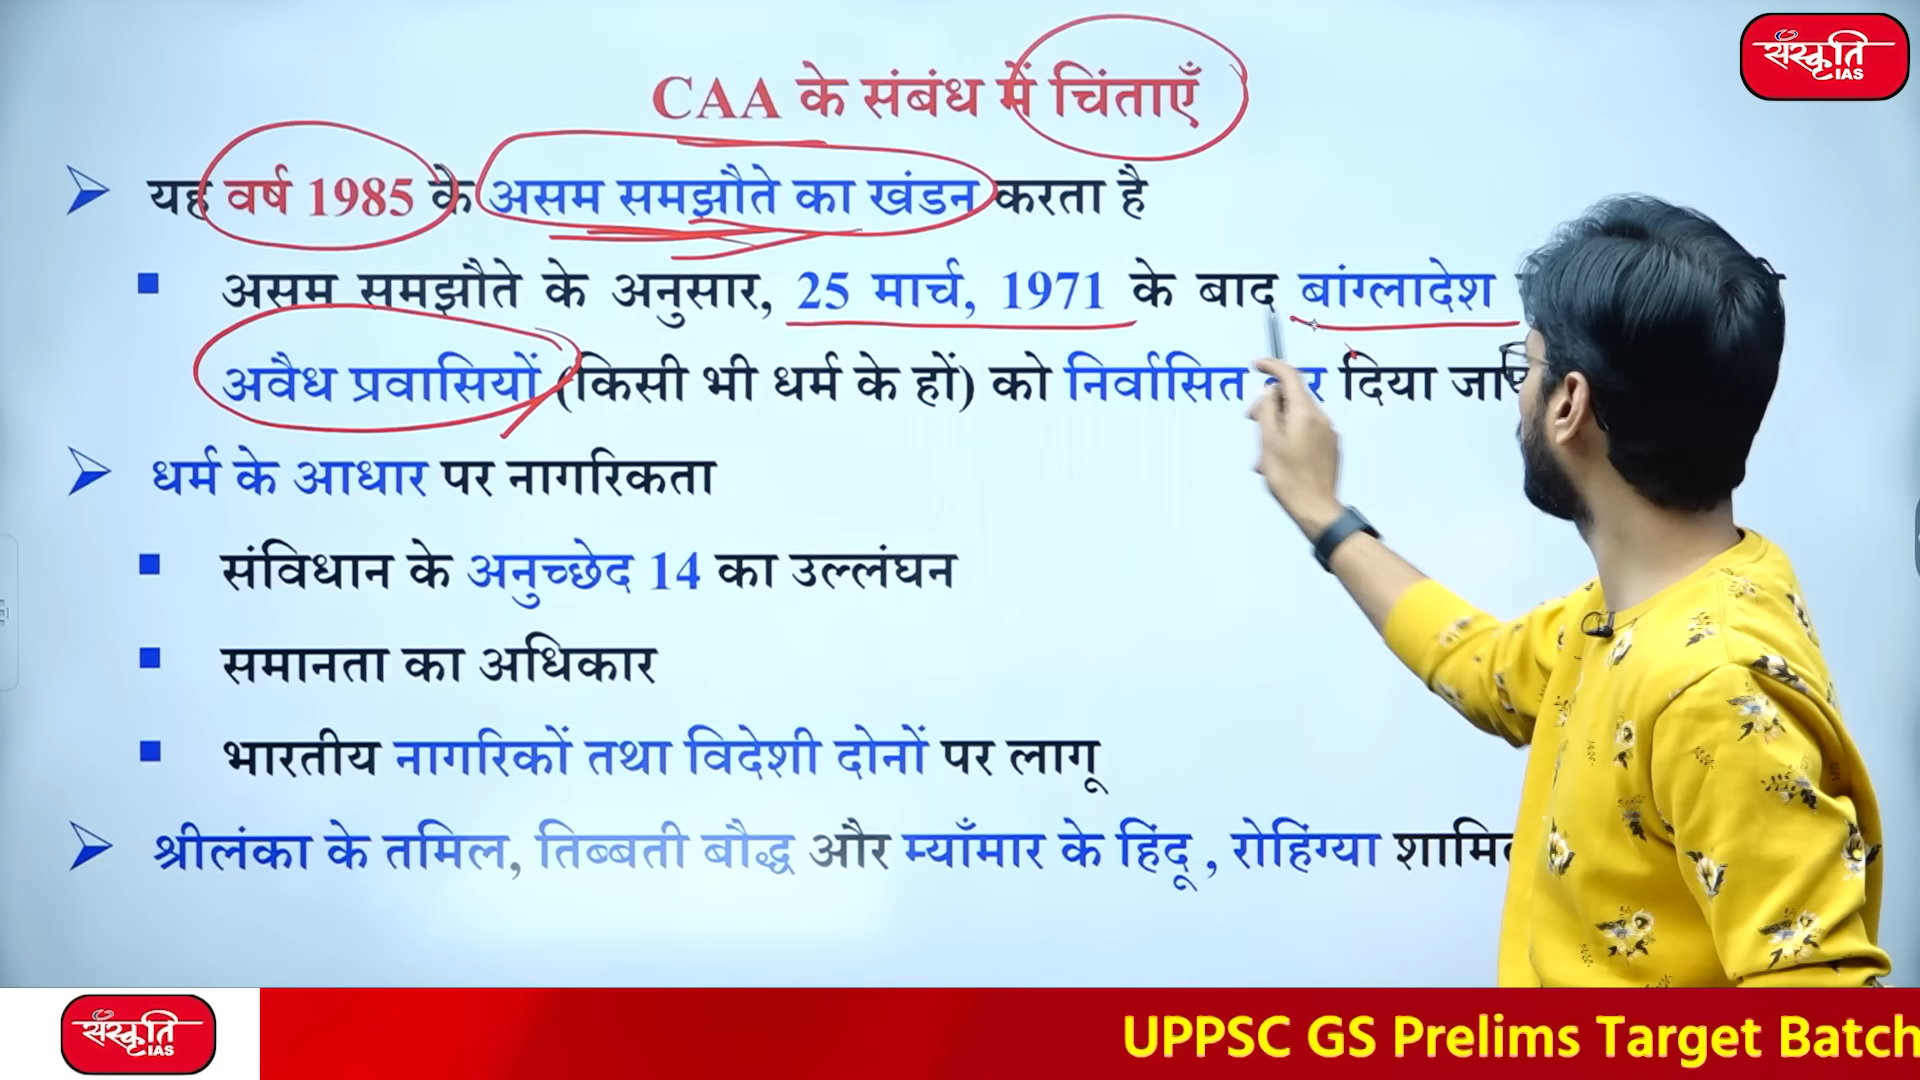 संस्कृति
IAS
CAA के संबंध में चिंताएँ
यह वर्ष 1985 के असम समझौते का खंडन करता है
असम समझौते के अनुसार, 25 मार्च, 1971 के बाद बांग्लादेश
अवैध प्रवासियों (किसी भी धर्म के हों) को निर्वासित कर दिया
धर्म के आधार पर नागरिकता
संविधान के अनुच्छेद 14 का उल्लंघन
समानता का अधिकार
भारतीय नागरिकों तथा विदेशी दोनों पर लागू
श्रीलंका के तमिल, तिब्बती बौद्ध और म्याँमार के हिंदू , रोहिंग्या
संस्कृति
IAS
UPPSC GS Prelims Target Batch